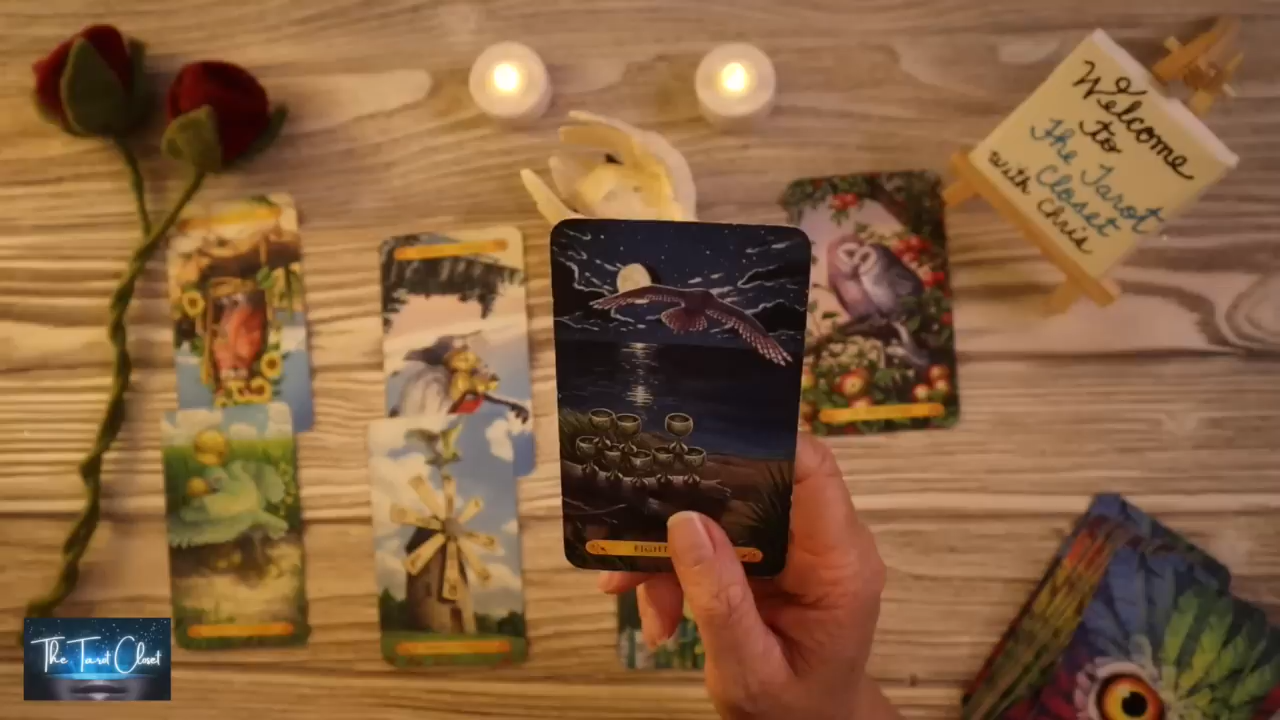 Welcome
to
The Tarot
Closet
with Chris
EIGHT
The Tarot Closet